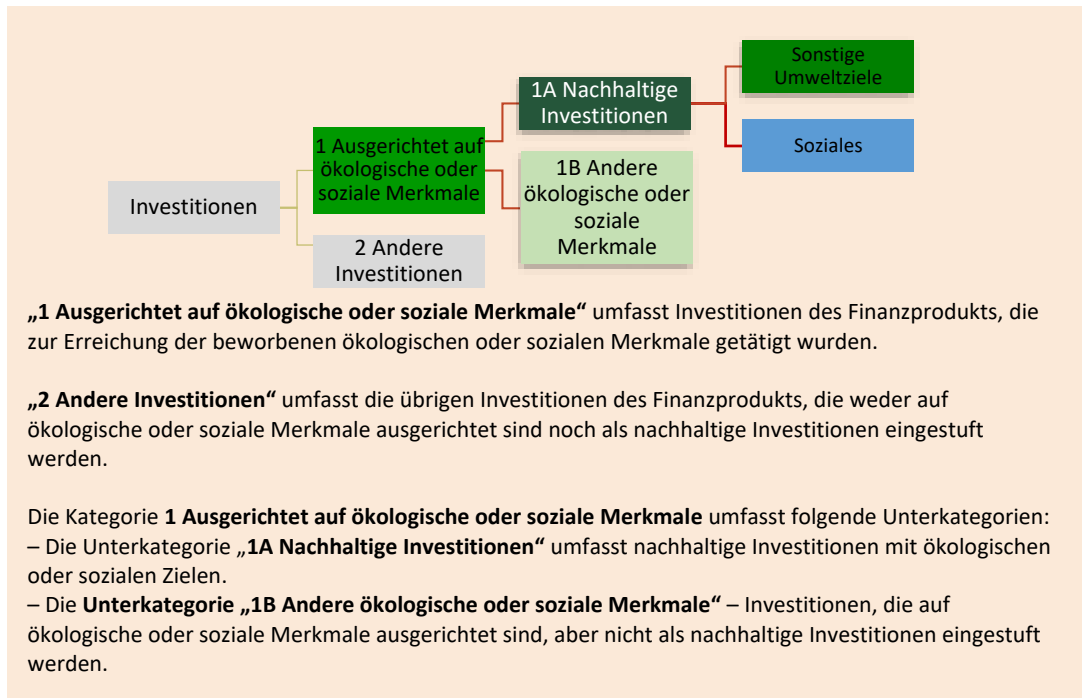 Sonstige
Umweltziele
1A Nachhaltige
Investitionen
Soziales
1 Ausgerichtet auf
ökologische oder
soziale Merkmale
1B Andere
ökologische oder
soziale
Merkmale
Investitionen
2 Andere
Investitionen
„1 Ausgerichtet auf ökologische oder soziale Merkmale“ umfasst Investitionen des Finanzprodukts, die
zur Erreichung der beworbenen ökologischen oder sozialen Merkmale getätigt wurden.
„2 Andere Investitionen“ umfasst die übrigen Investitionen des Finanzprodukts, die weder auf
ökologische oder soziale Merkmale ausgerichtet sind noch als nachhaltige Investitionen eingestuft
werden.
Die Kategorie 1 Ausgerichtet auf ökologische oder soziale Merkmale umfasst folgende Unterkategorien:
– Die Unterkategorie „1A Nachhaltige Investitionen“ umfasst nachhaltige Investitionen mit ökologischen
oder sozialen Zielen.
– Die Unterkategorie „1B Andere ökologische oder soziale Merkmale“ – Investitionen, die auf
ökologische oder soziale Merkmale ausgerichtet sind, aber nicht als nachhaltige Investitionen eingestuft
werden.